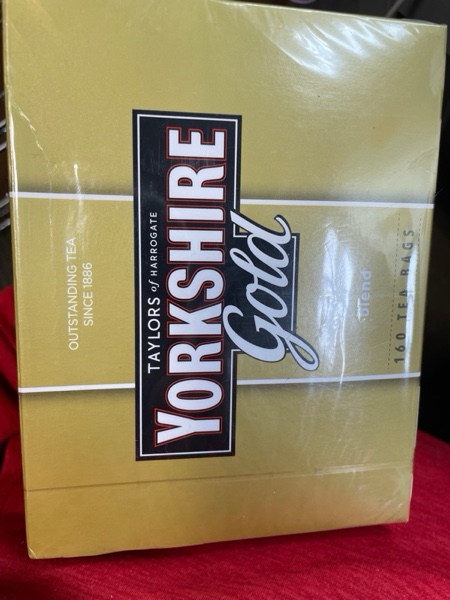 OUTSTANDING TEA
SINCE 1886
TAYLORS of HARROGATE
YORKSHIRE
Gold
blend
160 TEA BAGS